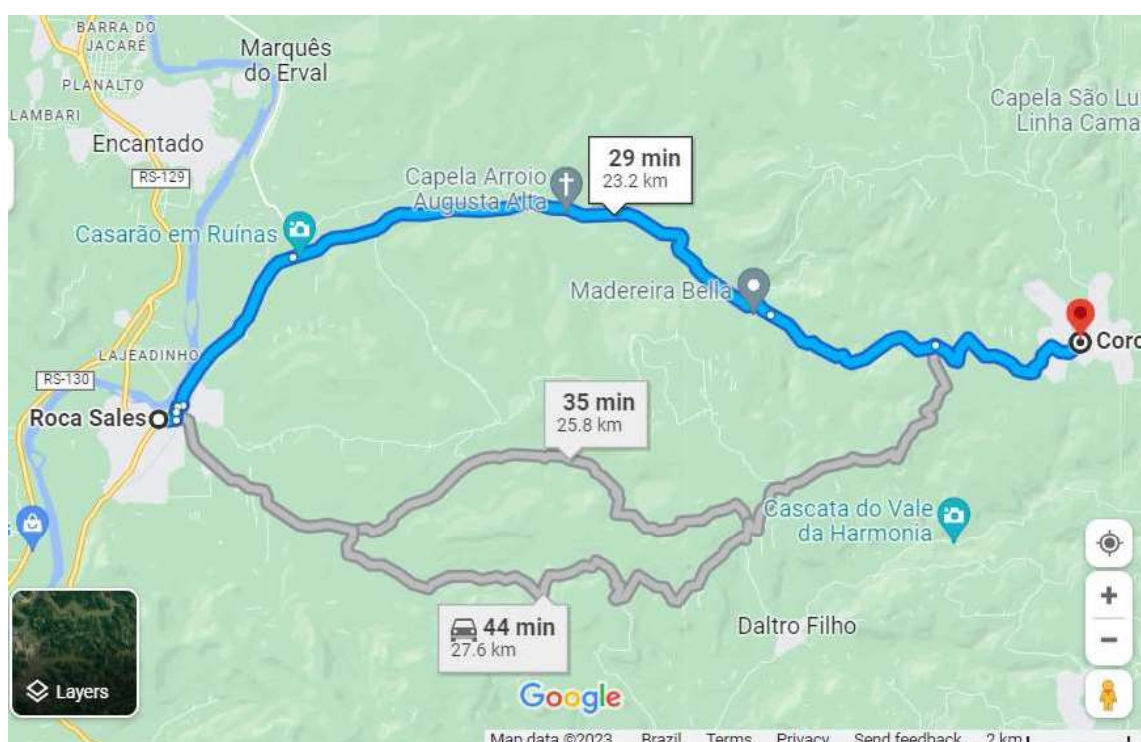 BARRA DO
JACARÉ
Marquês
do Erval
PLANALTO
LAMBARI
Capela São Lu
Linha Cama
Encantado
29 min
23.2 km
RS-129
Capela Arroio
Augusta Alta
Casarão em Ruínas
Madereira Bella
Coro
LAJEADINHO
RS-130
35 min
25.8 km
Roca Sales
Cascata do Vale
da Harmonia
44 min
27.6 km
Daltro Filho
Layers
Google
Map data ©2023 Brazil Terms Privacy Send feedback 2 km